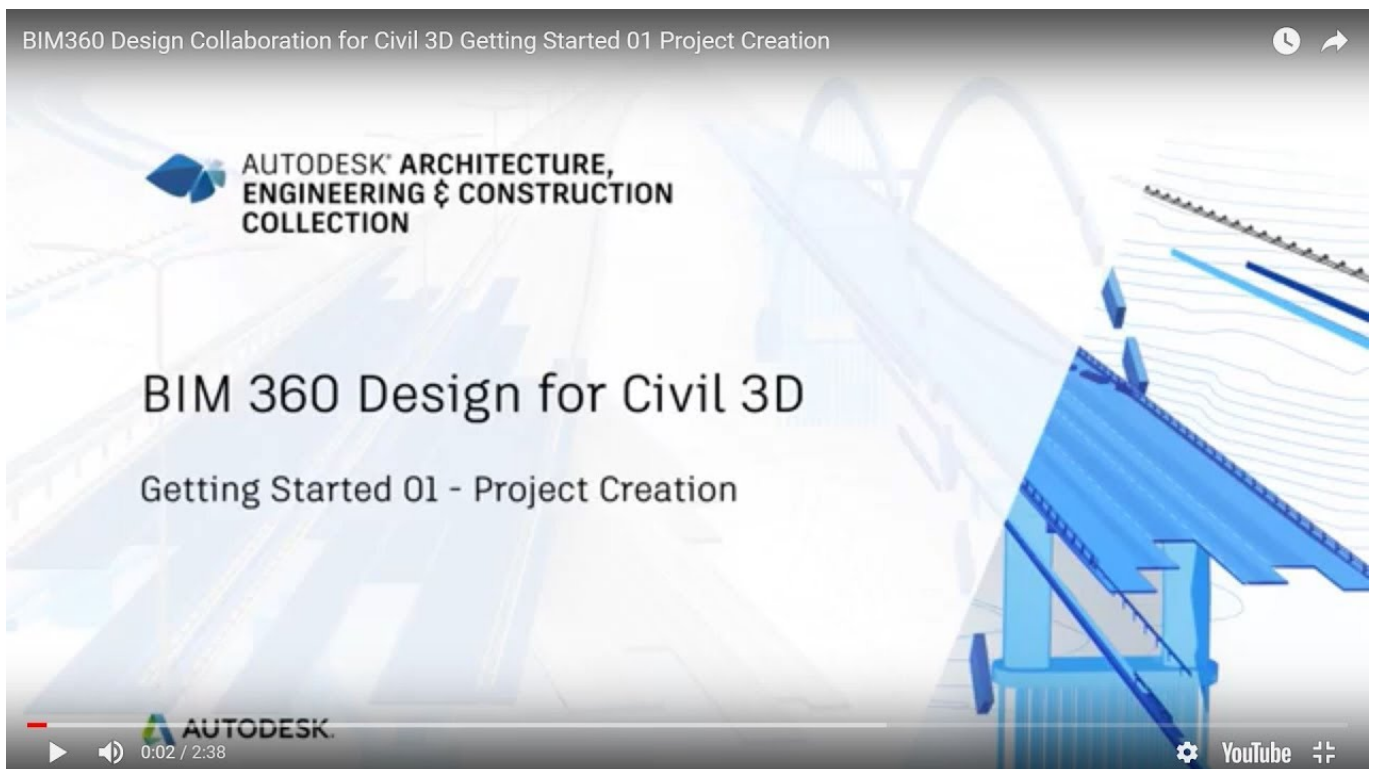 BIM360 Design Collaboration for Civil 3D Getting Started 01 Project Creation
AUTODESK® ARCHITECTURE,
ENGINEERING & CONSTRUCTION
COLLECTION
BIM 360 Design for Civil 3D
Getting Started 01 - Project Creation
AUTODESK.
0:02 / 2:38
YouTube